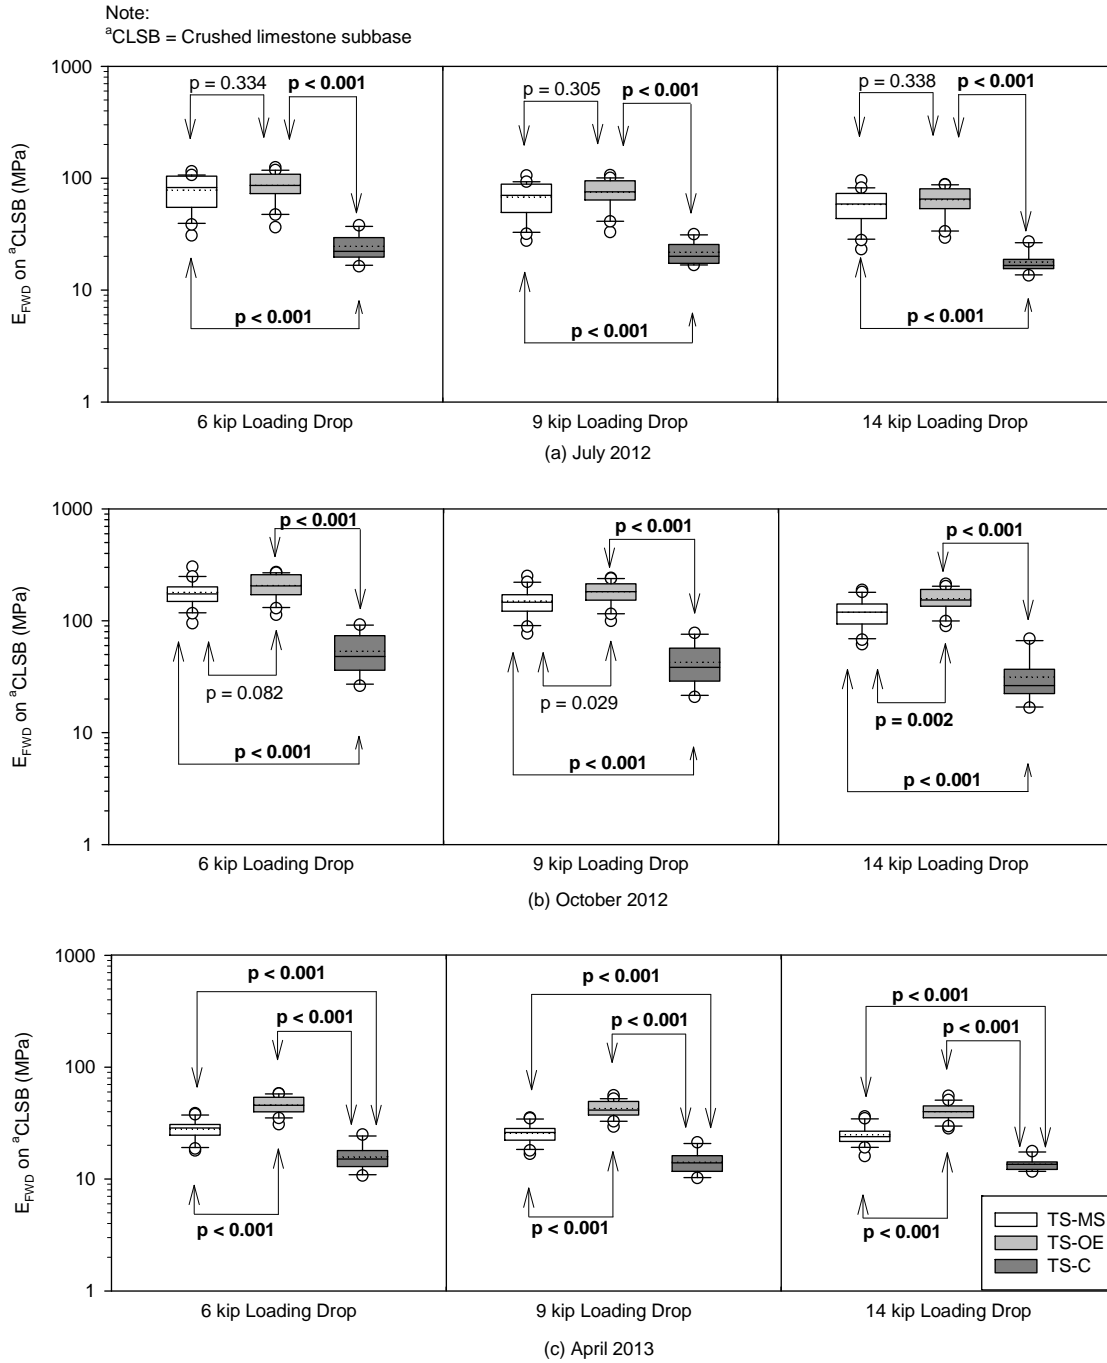 Note:
aCLSB = Crushed limestone subbase
1000
100
10
1
EFWD on aCLSB (MPa)
p = 0.334
p < 0.001
p < 0.001
p = 0.305
p < 0.001
p < 0.001
p = 0.338
p < 0.001
p < 0.001
6 kip Loading Drop
9 kip Loading Drop
14 kip Loading Drop
(a) July 2012
1000
100
10
1
EFWD on aCLSB (MPa)
p < 0.001
p = 0.082
p < 0.001
p < 0.001
p = 0.029
p < 0.001
p < 0.001
p = 0.002
p < 0.001
6 kip Loading Drop
9 kip Loading Drop
14 kip Loading Drop
(b) October 2012
1000
100
10
1
EFWD on aCLSB (MPa)
p < 0.001
p < 0.001
p < 0.001
p < 0.001
p < 0.001
p < 0.001
p < 0.001
p < 0.001
p < 0.001
TS-MS
TS-OE
TS-C
6 kip Loading Drop
9 kip Loading Drop
14 kip Loading Drop
(c) April 2013